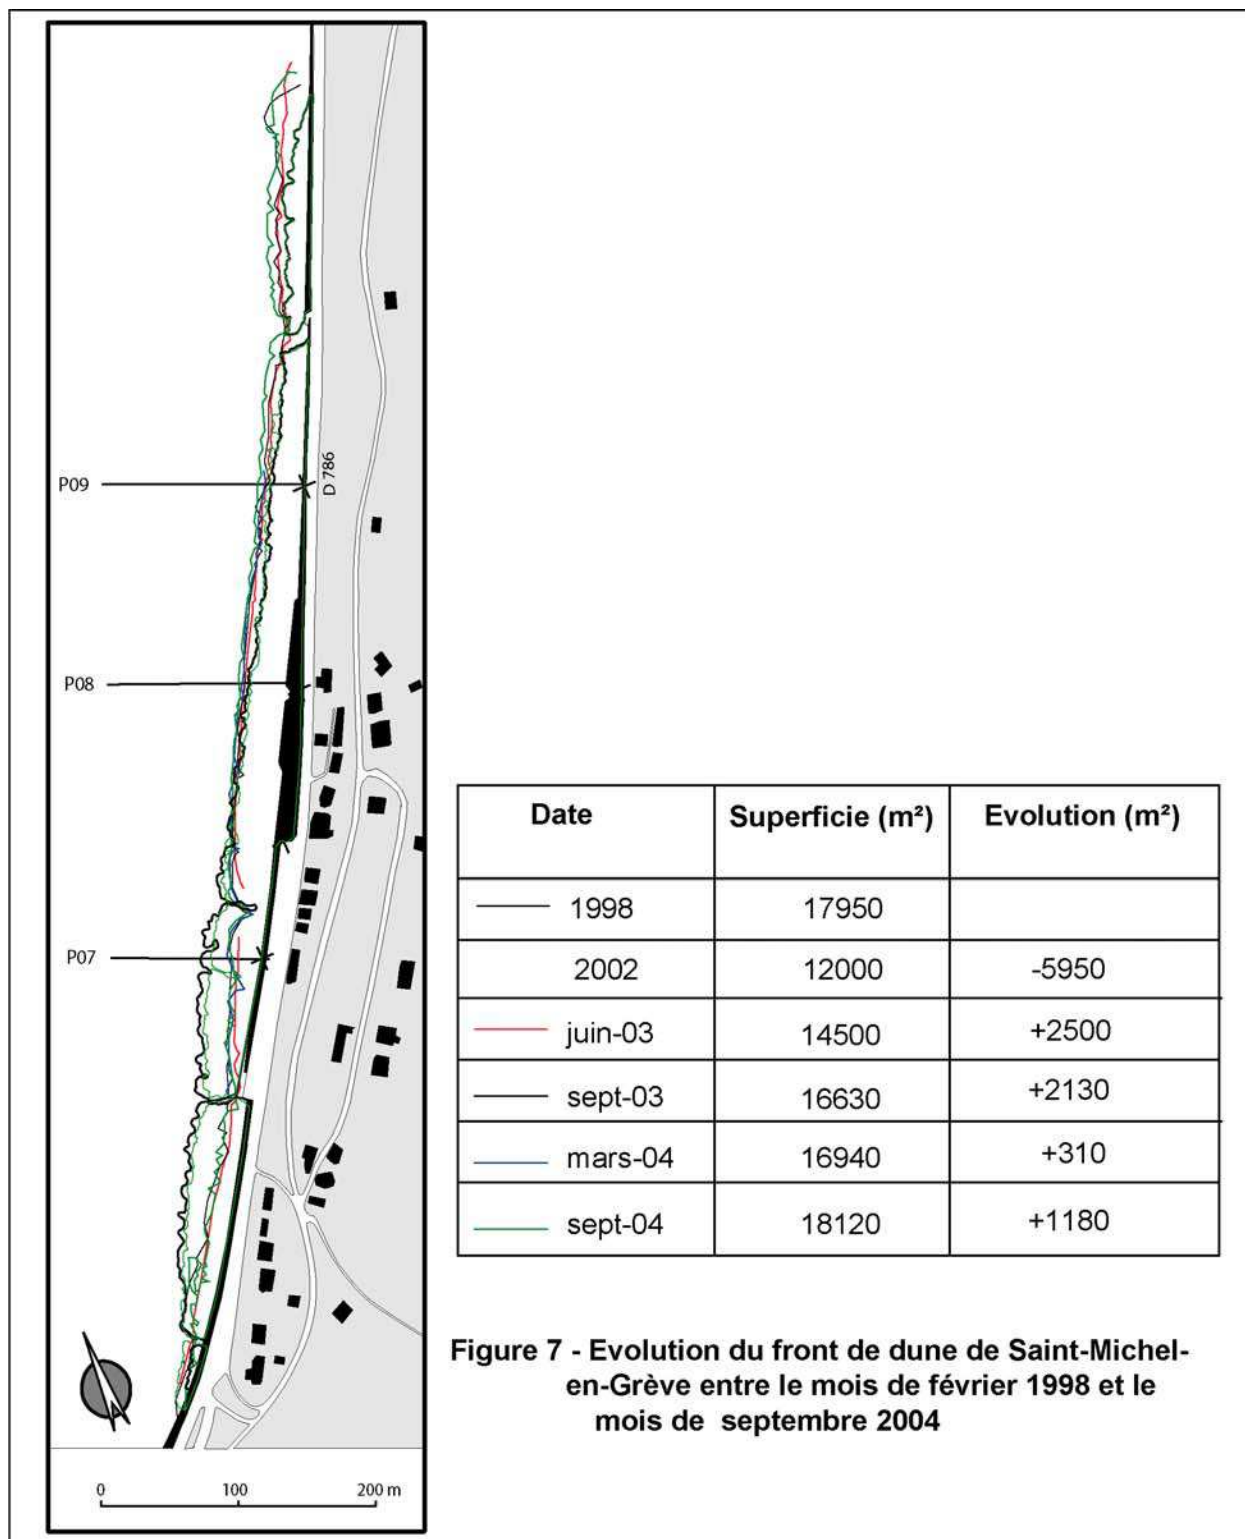 P09
D 786
P08
P07
0 100 200 m
Date Superficie (m²) Evolution (m²)
1998 17950
2002 12000 -5950
juin-03 14500 +2500
sept-03 16630 +2130
mars-04 16940 +310
sept-04 18120 +1180
Figure 7 - Evolution du front de dune de Saint-Michel-
en-Grève entre le mois de février 1998 et le
mois de septembre 2004